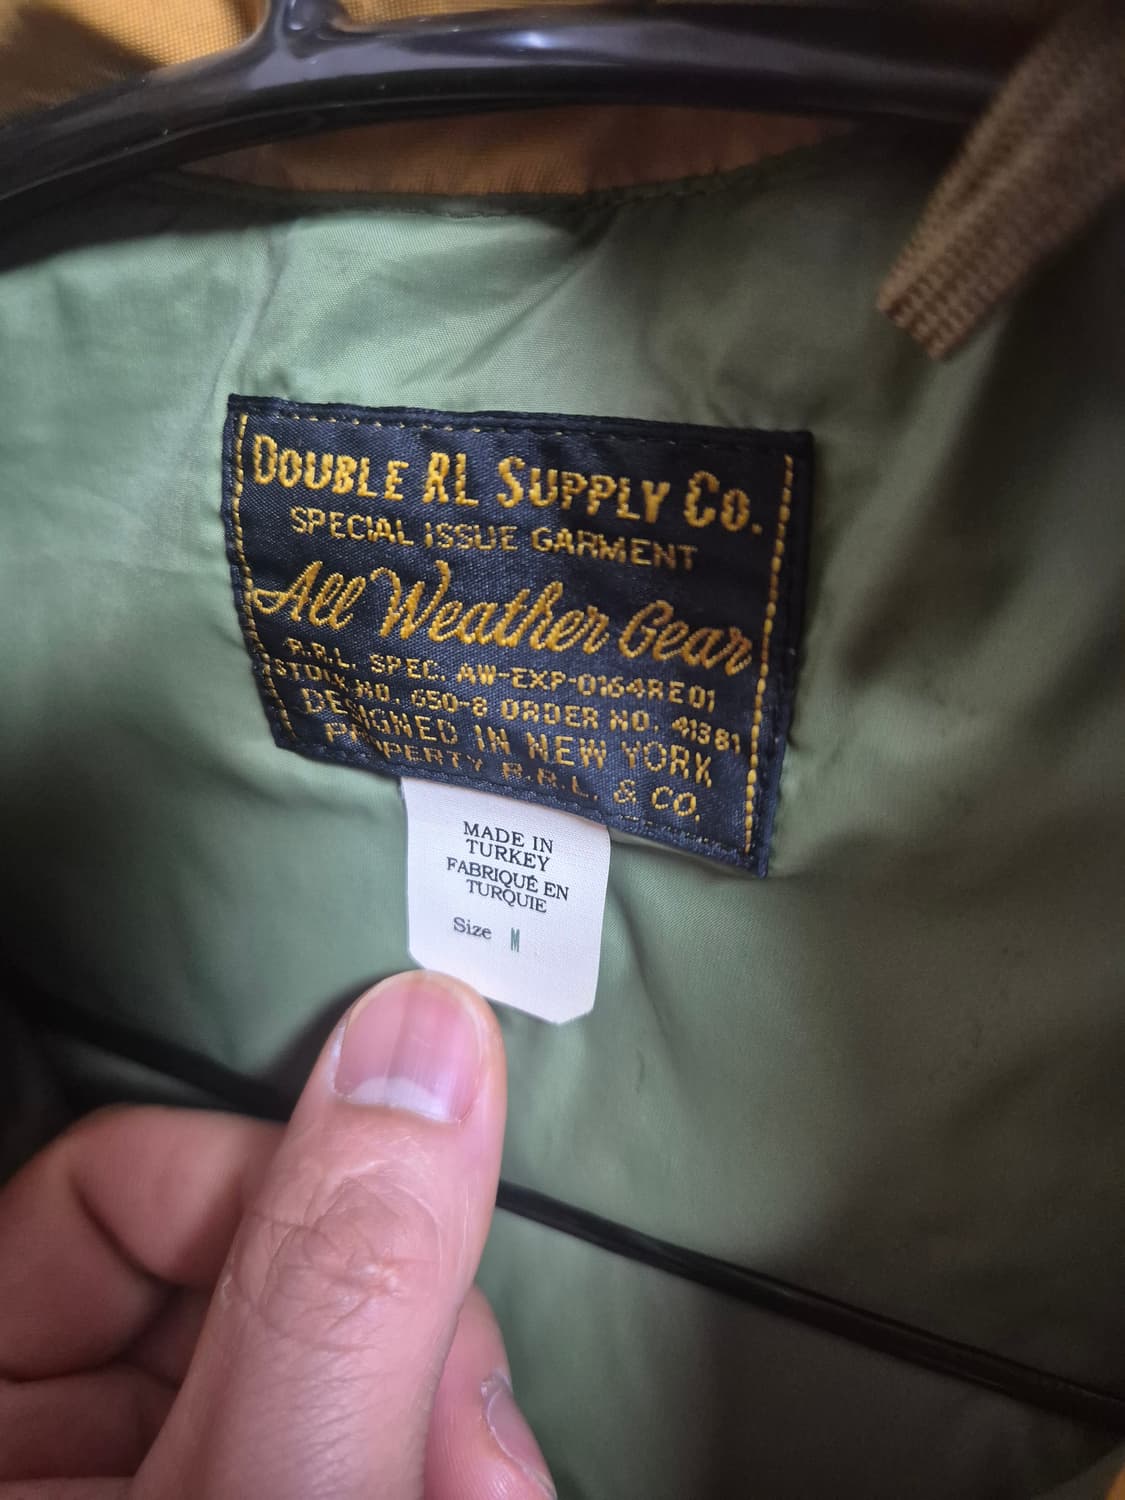 DOUBLE RL SUPPLY CO.
SPECIAL ISSUE GARMENT
All Weather Gear
R.R.L. SPEC. AW-EXP-0164RE01
STDIV. NO. 650-8 ORDER NO. 41381
DESIGNED IN NEW YORK
PROPERTY R.R.L. & CO.
MADE IN
TURKEY
FABRIQUÉ EN
TURQUIE
Size M